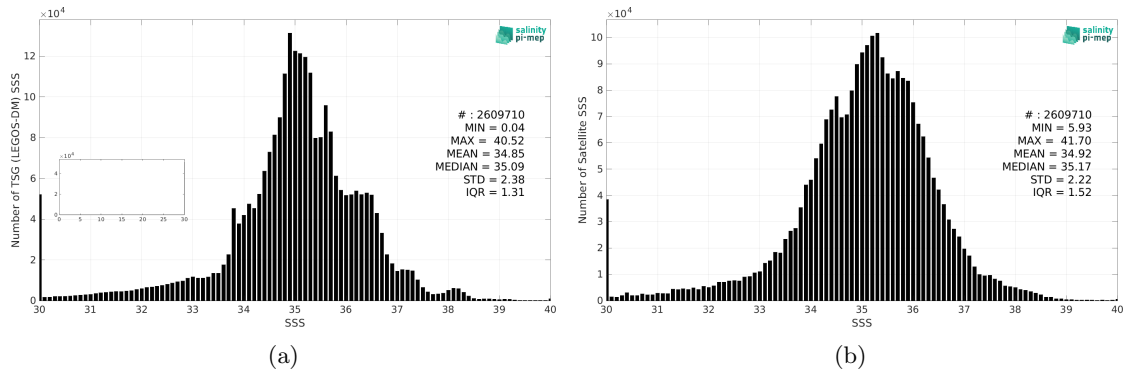 ×10⁴
Number of TSG (LEGOS-DM) SSS
0
2
4
6
8
10
12
salinity
pi-mep
# : 2609710
MIN = 0.04
MAX = 40.52
MEAN = 34.85
MEDIAN = 35.09
STD = 2.38
IQR = 1.31
×10⁴
4
2
0
0 5 10 15 20 25 30
30 31 32 33 34 35 36 37 38 39 40
SSS
(a)
×10⁴
Number of Satellite SSS
0
1
2
3
4
5
6
7
8
9
10
salinity
pi-mep
# : 2609710
MIN = 5.93
MAX = 41.70
MEAN = 34.92
MEDIAN = 35.17
STD = 2.22
IQR = 1.52
30 31 32 33 34 35 36 37 38 39 40
SSS
(b)